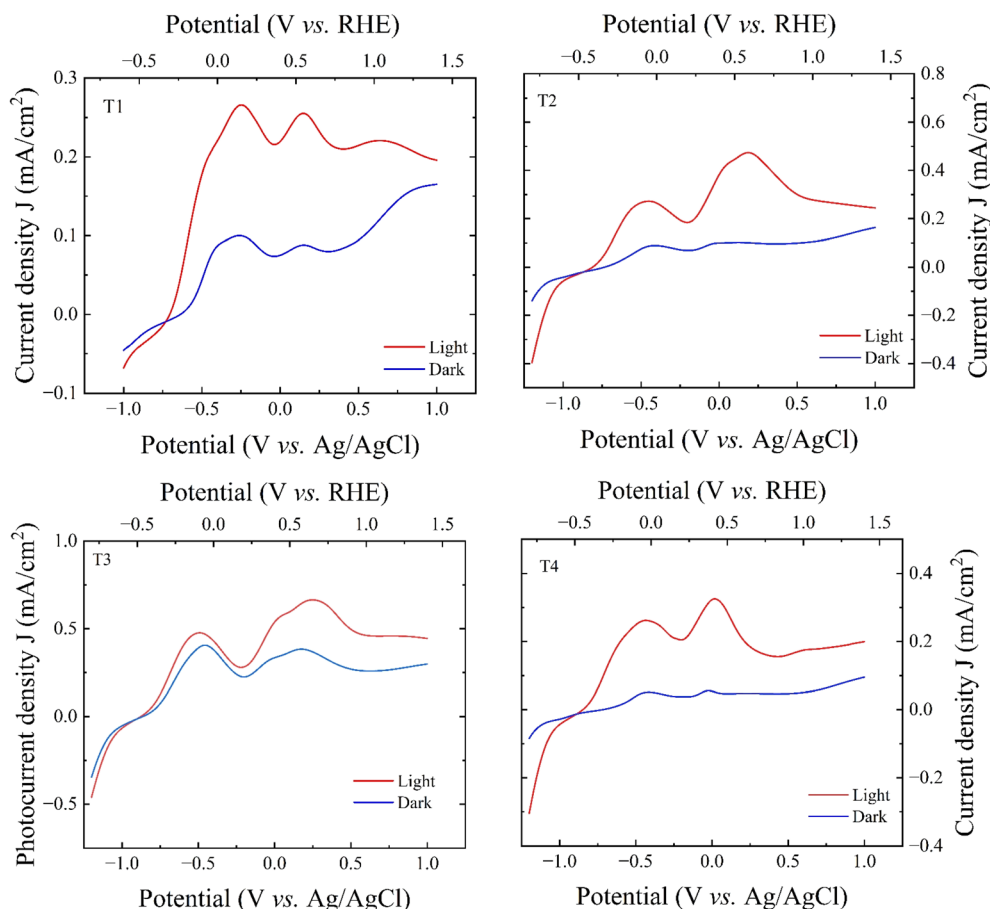 Potential (V vs. RHE)
−0.5 0.0 0.5 1.0 1.5
T1
Current density J (mA/cm²)
0.3
0.2
0.1
0.0
−0.1
Light
Dark
−1.0 −0.5 0.0 0.5 1.0
Potential (V vs. Ag/AgCl)
Potential (V vs. RHE)
−0.5 0.0 0.5 1.0 1.5
T2
Current density J (mA/cm²)
0.8
0.6
0.4
0.2
0.0
−0.2
−0.4
Light
Dark
−1.0 −0.5 0.0 0.5 1.0
Potential (V vs. Ag/AgCl)
Potential (V vs. RHE)
−0.5 0.0 0.5 1.0 1.5
T3
Photocurrent density J (mA/cm²)
1.0
0.5
0.0
−0.5
Light
Dark
−1.0 −0.5 0.0 0.5 1.0
Potential (V vs. Ag/AgCl)
Potential (V vs. RHE)
−0.5 0.0 0.5 1.0 1.5
T4
Current density J (mA/cm²)
0.4
0.2
0.0
−0.2
−0.4
Light
Dark
−1.0 −0.5 0.0 0.5 1.0
Potential (V vs. Ag/AgCl)